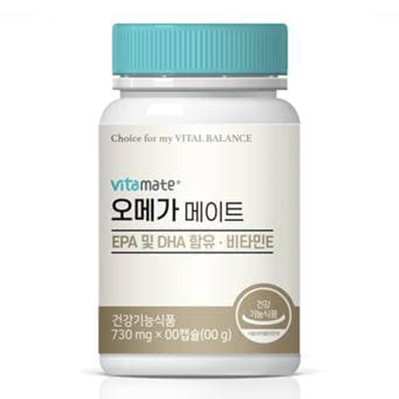 Choice for my VITAL BALANCE
vitamate
오메가 메이트
EPA 및 DHA 함유 · 비타민E
건강기능식품
730 mg × 00캡슐(00 g)
건강
기능식품